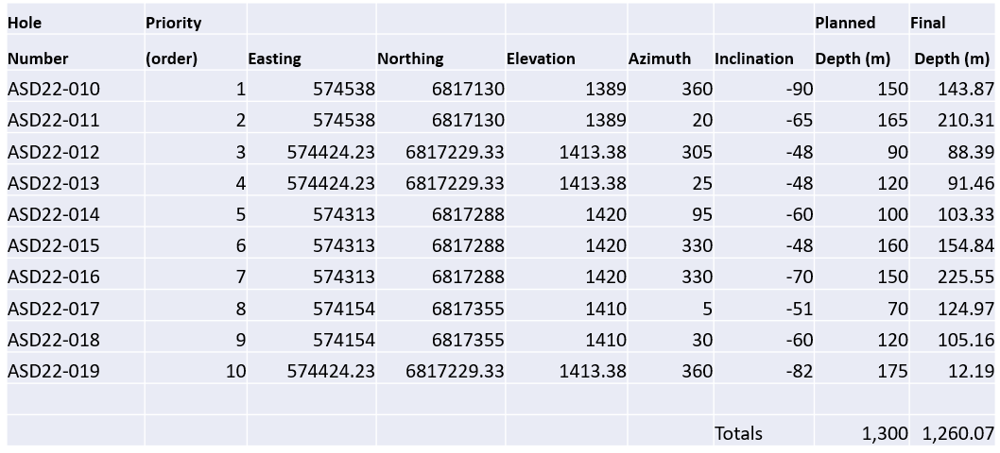 Hole Priority Planned Final
Number (order) Easting Northing Elevation Azimuth Inclination Depth (m) Depth (m)
ASD22-010 1 574538 6817130 1389 360 -90 150 143.87
ASD22-011 2 574538 6817130 1389 20 -65 165 210.31
ASD22-012 3 574424.23 6817229.33 1413.38 305 -48 90 88.39
ASD22-013 4 574424.23 6817229.33 1413.38 25 -48 120 91.46
ASD22-014 5 574313 6817288 1420 95 -60 100 103.33
ASD22-015 6 574313 6817288 1420 330 -48 160 154.84
ASD22-016 7 574313 6817288 1420 330 -70 150 225.55
ASD22-017 8 574154 6817355 1410 5 -51 70 124.97
ASD22-018 9 574154 6817355 1410 30 -60 120 105.16
ASD22-019 10 574424.23 6817229.33 1413.38 360 -82 175 12.19
Totals 1,300 1,260.07